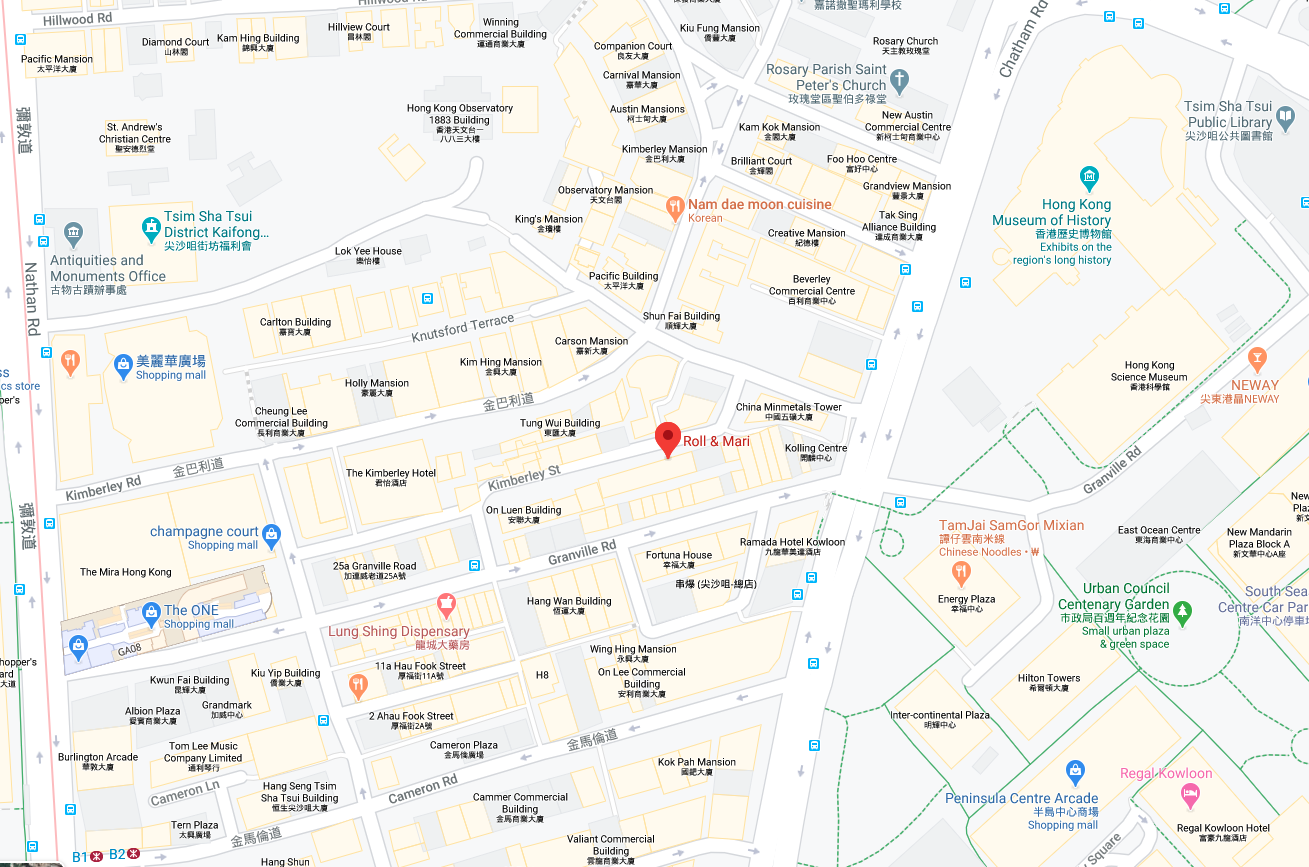 Hillwood Rd
Hillwood Rd
嘉諾撒聖瑪利學校
Pacific Mansion
太平洋大廈
Diamond Court
山林閣
Kam Hing Building
錦興大廈
Hillview Court
昌林閣
Winning
Commercial Building
運通商業大廈
Companion Court
良友大廈
Kiu Fung Mansion
僑豐大廈
Rosary Church
天主教玫瑰堂
Chatham Rd
Carnival Mansion
嘉華大廈
Rosary Parish Saint
Peter's Church
玫瑰堂區聖伯多祿堂
Austin Mansions
柯士甸大廈
Hong Kong Observatory
1883 Building
香港天文台一
八八三大樓
New Austin
Commercial Centre
新柯士甸商業中心
Tsim Sha Tsui
Public Library
尖沙咀公共圖書館
彌敦道
St. Andrew's
Christian Centre
聖安德烈堂
Kam Kok Mansion
金閣大廈
Kimberley Mansion
金巴利大廈
Brilliant Court
金輝閣
Foo Hoo Centre
富好中心
Grandview Mansion
豐景大廈
Observatory Mansion
天文台閣
Nam dae moon cuisine
Korean
Hong Kong
Museum of History
香港歷史博物館
Exhibits on the
region's long history
Tsim Sha Tsui
District Kaifong...
尖沙咀街坊福利會
King's Mansion
金瓊樓
Tak Sing
Alliance Building
達成商業大廈
Creative Mansion
紀德樓
Antiquities and
Monuments Office
古物古蹟辦事處
Lok Yee House
樂怡樓
Nathan Rd
Pacific Building
太平洋大廈
Beverley
Commercial Centre
百利商業中心
Carlton Building
嘉寶大廈
Knutsford Terrace
Shun Fai Building
順輝大廈
Carson Mansion
嘉新大廈
美麗華廣場
Shopping mall
Kim Hing Mansion
金興大廈
Hong Kong
Science Museum
香港科學館
NEWAY
尖東港晶NEWAY
ss
cs store
per's
Holly Mansion
豪麗大廈
金巴利道
Cheung Lee
Commercial Building
長利商業大廈
Tung Wui Building
東匯大廈
China Minmetals Tower
中國五礦大廈
Roll & Mari
Kolling Centre
開麟中心
金巴利道
Kimberley Rd
The Kimberley Hotel
君怡酒店
Kimberley St
Granville Rd
彌敦道
On Luen Building
安聯大廈
champagne court
Shopping mall
Granville Rd
Ramada Hotel Kowloon
九龍華美達酒店
TamJai SamGor Mixian
譚仔雲南米線
Chinese Noodles • ₩
East Ocean Centre
東海商業中心
New
Plaz
新文
New Mandarin
Plaza Block A
新文華中心A座
The Mira Hong Kong
25a Granville Road
加連威老道25A號
Fortuna House
幸福大廈
串爆 (尖沙咀-總店)
Hang Wan Building
恆運大廈
Energy Plaza
幸福中心
Urban Council
Centenary Garden
市政局百週年紀念花園
Small urban plaza
& green space
South Sea
Centre Car Par
南洋中心停車場
The ONE
Shopping mall
GA08
Lung Shing Dispensary
龍城大藥房
Wing Hing Mansion
永興大廈
hopper's
ard
大道
Kwun Fai Building
昆輝大廈
Kiu Yip Building
僑業大廈
11a Hau Fook Street
厚福街11A號
H8
On Lee Commercial
Building
安利商業大廈
Hilton Towers
希爾頓大廈
Albion Plaza
愛賓商業大廈
Grandmark
加威中心
2 Ahau Fook Street
厚福街2A號
Inter-continental Plaza
明輝中心
Burlington Arcade
華敦大廈
Tom Lee Music
Company Limited
通利琴行
Cameron Plaza
金馬倫廣場
金馬倫道
Kok Pah Mansion
國葩大廈
Regal Kowloon
Cameron Ln
Hang Seng Tsim
Sha Tsui Building
恒生尖沙咀大廈
Cameron Rd
Cammer Commercial
Building
金馬商業大廈
Peninsula Centre Arcade
半島中心商場
Shopping mall
Tern Plaza
太興廣場
金馬倫道
Regal Kowloon Hotel
富豪九龍酒店
Valiant Commercial
Building
雲龍商業大廈
B1
B2
Hang Shun
Square